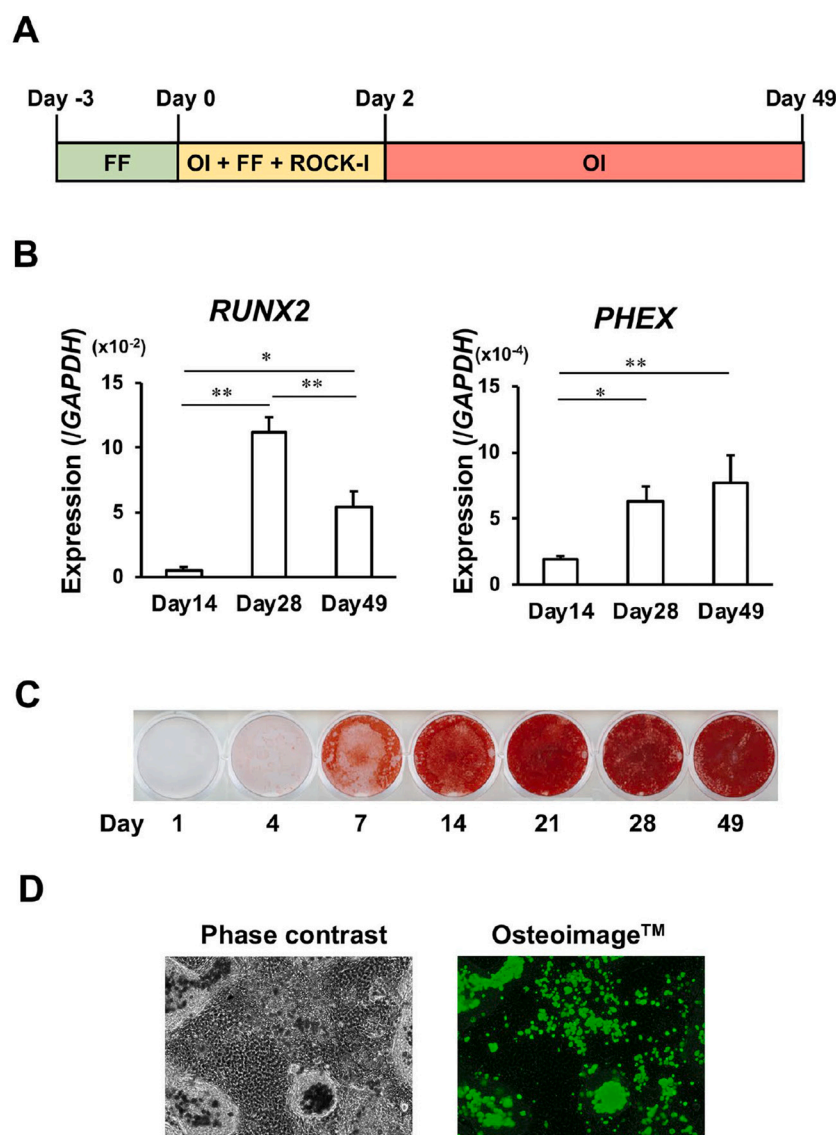 A
Day -3 Day 0 Day 2 Day 49
FF OI + FF + ROCK-I OI
B
RUNX2
(x10-2)
Expression (/GAPDH)
15
10
5
0
*
** **
Day14 Day28 Day49
PHEX
(x10-4)
Expression (/GAPDH)
15
10
5
0
**
*
Day14 Day28 Day49
C
Day 1 4 7 14 21 28 49
D
Phase contrast Osteoimage™